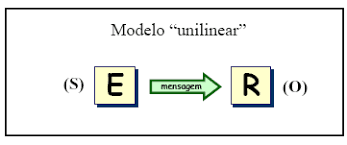 Modelo “unilinear”
(S) E mensagem R (O)